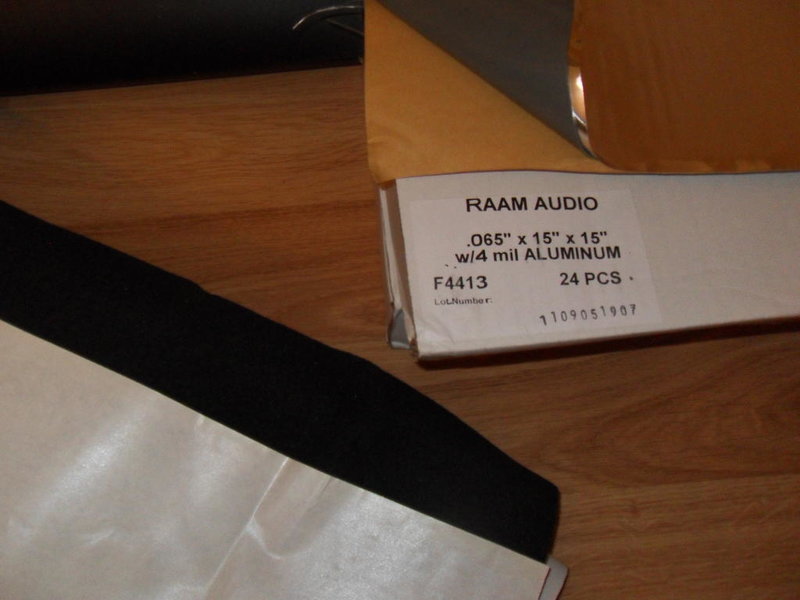 RAAM AUDIO
.065" x 15" x 15"
w/4 mil ALUMINUM
F4413 24 PCS
Lot Number:
1109051907